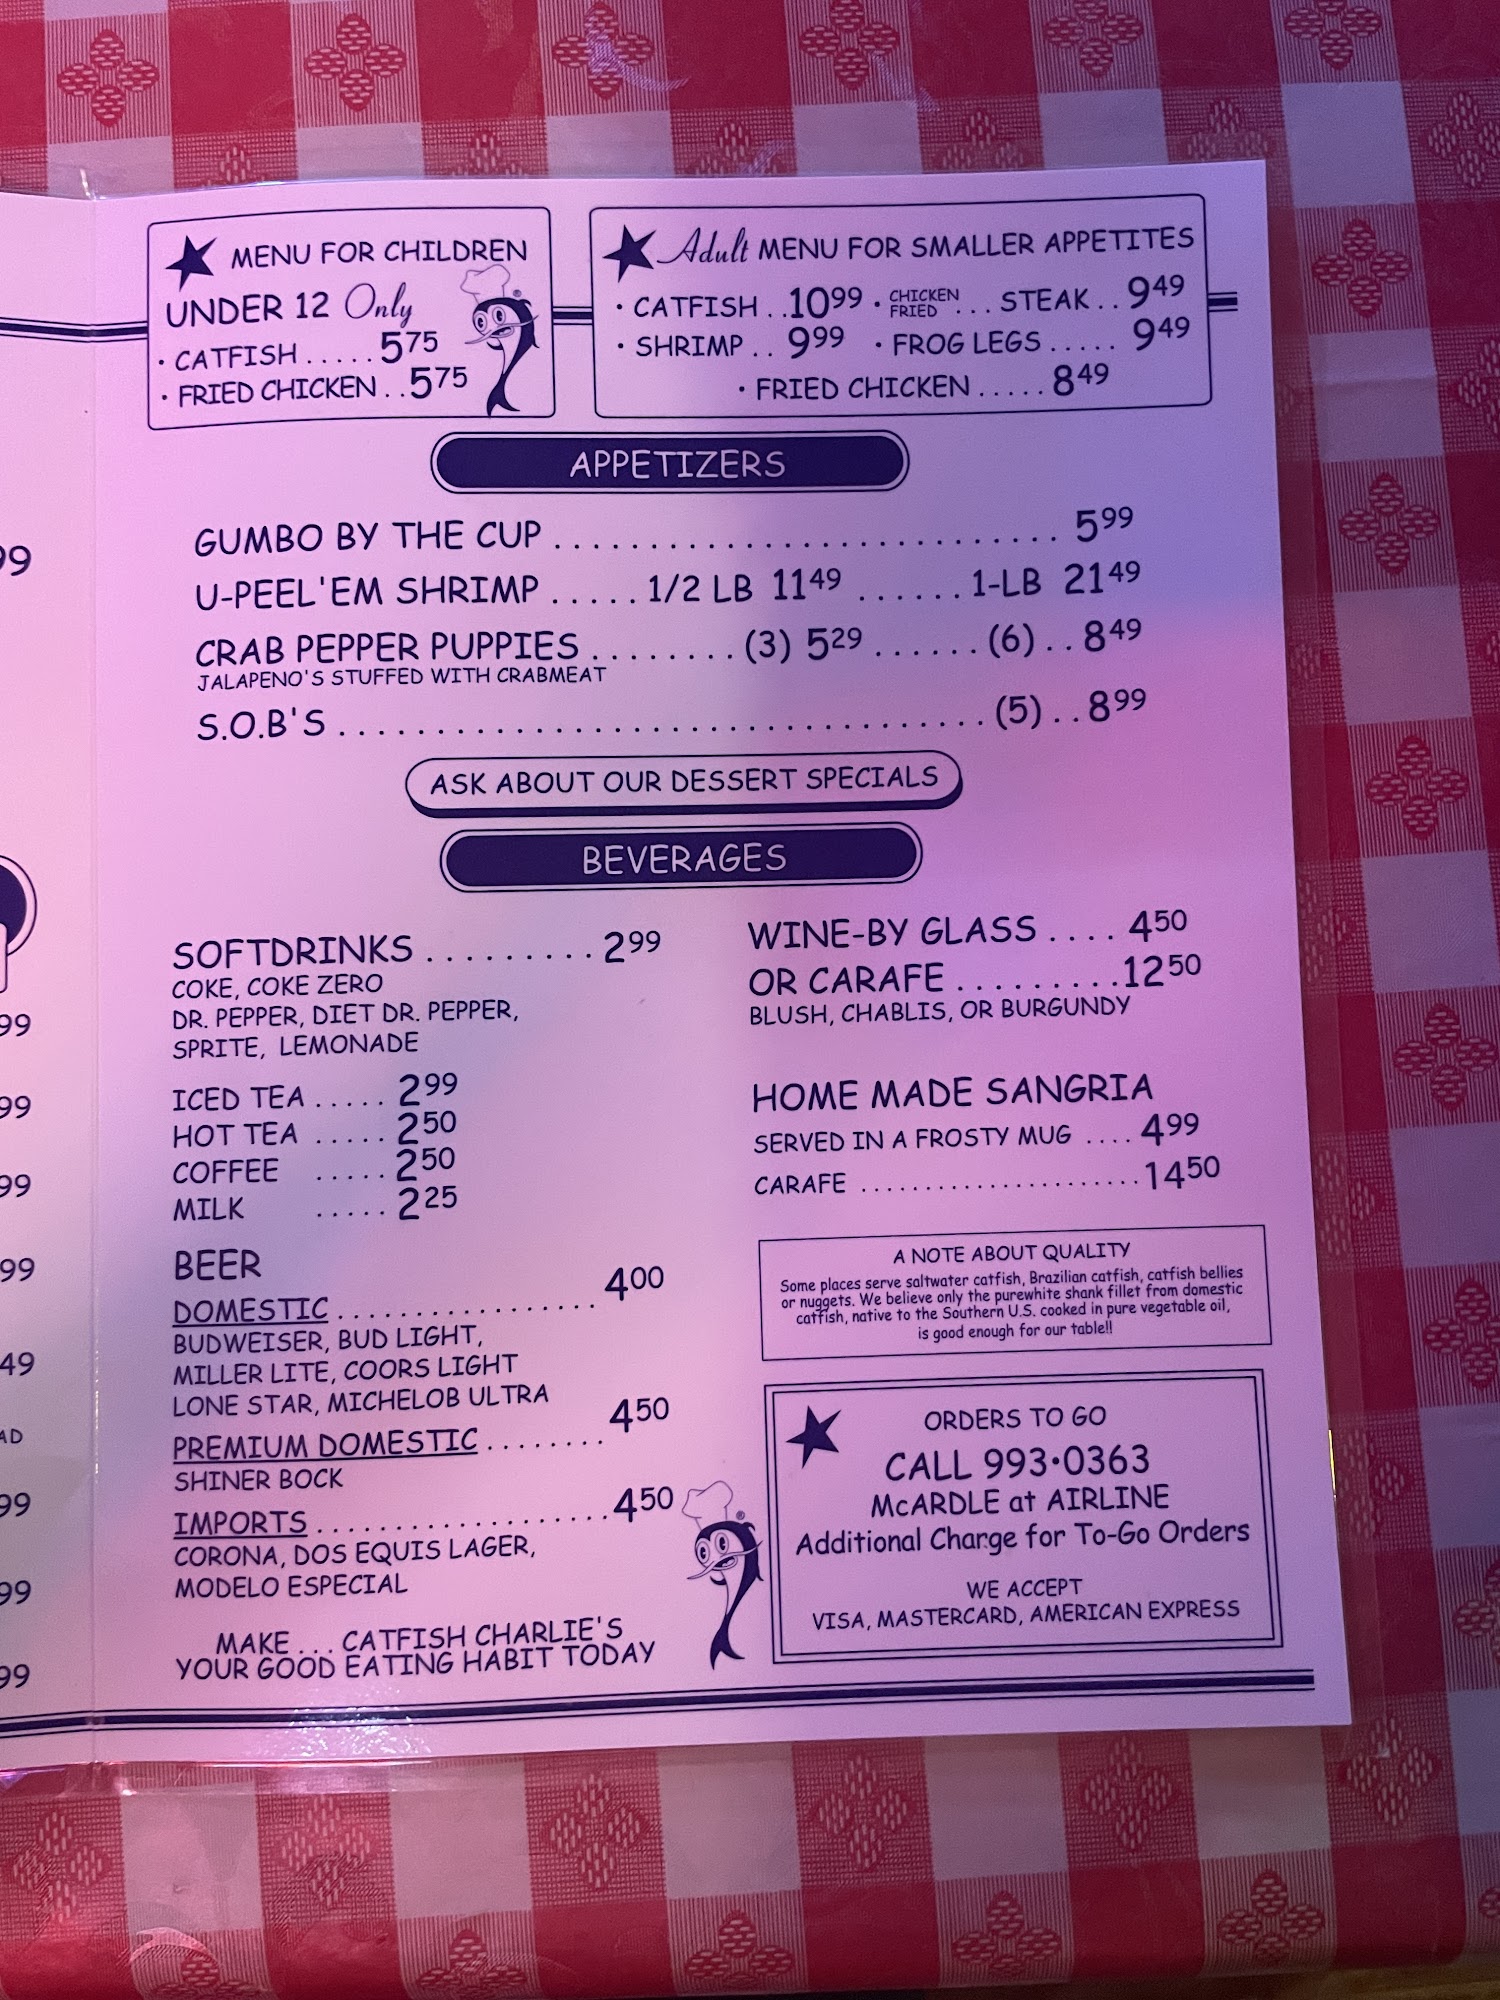 ★ MENU FOR CHILDREN
UNDER 12 Only
• CATFISH ..... 5 75
• FRIED CHICKEN .. 5 75
®
★ Adult MENU FOR SMALLER APPETITES
• CATFISH .. 10 99 • CHICKEN FRIED ... STEAK .. 9 49
• SHRIMP .. 9 99 • FROG LEGS ..... 9 49
• FRIED CHICKEN ..... 8 49
APPETIZERS
GUMBO BY THE CUP .......................... 5 99
U-PEEL'EM SHRIMP ..... 1/2 LB 11 49 ...... 1-LB 21 49
CRAB PEPPER PUPPIES ........ (3) 5 29 ...... (6) .. 8 49
JALAPENO'S STUFFED WITH CRABMEAT
S.O.B'S ................................. (5) .. 8 99
ASK ABOUT OUR DESSERT SPECIALS
BEVERAGES
SOFTDRINKS ......... 2 99
COKE, COKE ZERO
DR. PEPPER, DIET DR. PEPPER,
SPRITE, LEMONADE
ICED TEA ..... 2 99
HOT TEA ..... 2 50
COFFEE ..... 2 50
MILK ..... 2 25
BEER
DOMESTIC ................. 4 00
BUDWEISER, BUD LIGHT,
MILLER LITE, COORS LIGHT
LONE STAR, MICHELOB ULTRA
PREMIUM DOMESTIC ........ 4 50
SHINER BOCK
IMPORTS .................. 4 50
CORONA, DOS EQUIS LAGER,
MODELO ESPECIAL
MAKE ... CATFISH CHARLIE'S
YOUR GOOD EATING HABIT TODAY
®
WINE-BY GLASS .... 4 50
OR CARAFE ......... 12 50
BLUSH, CHABLIS, OR BURGUNDY
HOME MADE SANGRIA
SERVED IN A FROSTY MUG .... 4 99
CARAFE ...................... 14 50
A NOTE ABOUT QUALITY
Some places serve saltwater catfish, Brazilian catfish, catfish bellies
or nuggets. We believe only the purewhite shank fillet from domestic
catfish, native to the Southern U.S. cooked in pure vegetable oil,
is good enough for our table!!
★ ORDERS TO GO
CALL 993•0363
McARDLE at AIRLINE
Additional Charge for To-Go Orders
WE ACCEPT
VISA, MASTERCARD, AMERICAN EXPRESS
99
99
99
99
99
49
99
99
99